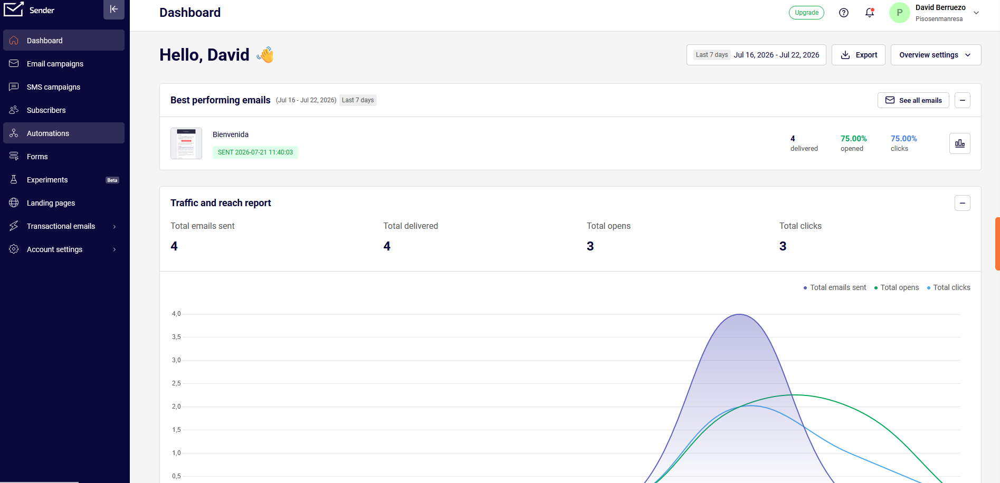 Sender
Dashboard
Email campaigns
SMS campaigns
Subscribers
Automations
Forms
Experiments Beta
Landing pages
Transactional emails
Account settings
Dashboard
Upgrade
P
David Berruezo
Pisosenmanresa
Hello, David
Last 7 days Jul 16, 2026 - Jul 22, 2026
Export
Overview settings
Best performing emails (Jul 16 - Jul 22, 2026) Last 7 days
See all emails
Bienvenida
SENT 2026-07-21 11:40:03
4
delivered
75.00%
opened
75.00%
clicks
Traffic and reach report
Total emails sent
4
Total delivered
4
Total opens
3
Total clicks
3
Total emails sent Total opens Total clicks
4,0
3,5
3,0
2,5
2,0
1,5
1,0
0,5